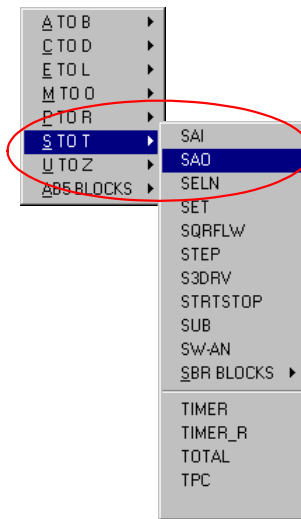 A TO B
C TO D
E TO L
M TO O
P TO R
S TO T
U TO Z
AB5 BLOCKS
SAI
SAO
SELN
SET
SQRFLW
STEP
S3DRV
STRTSTOP
SUB
SW-AN
SBR BLOCKS
TIMER
TIMER_R
TOTAL
TPC